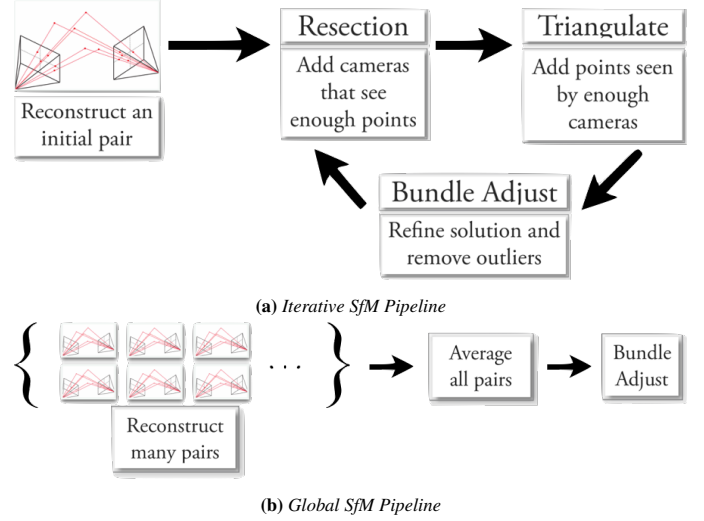 Reconstruct an
initial pair
Resection
Add cameras
that see
enough points
Triangulate
Add points seen
by enough
cameras
Bundle Adjust
Refine solution and
remove outliers
(a) Iterative SfM Pipeline
{ . . . }
Reconstruct
many pairs
Average
all pairs
Bundle
Adjust
(b) Global SfM Pipeline